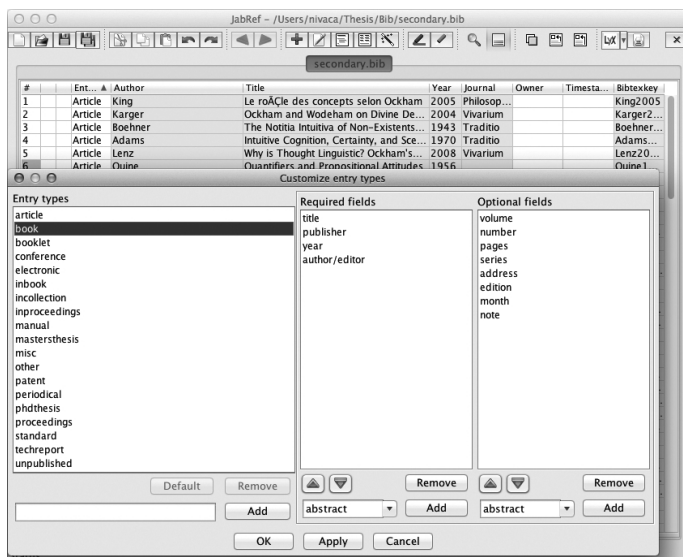 JabRef – /Users/nivaca/Thesis/Bib/secondary.bib
secondary.bib
# Ent... Author Title Year Journal Owner Timesta... Bibtexkey
1 Article King Le roÃÇle des concepts selon Ockham 2005 Philosop... King2005
2 Article Karger Ockham and Wodeham on Divine De... 2004 Vivarium Karger2...
3 Article Boehner The Notitia Intuitiva of Non-Existents... 1943 Traditio Boehner...
4 Article Adams Intuitive Cognition, Certainty, and Sce... 1970 Traditio Adams...
5 Article Lenz Why is Thought Linguistic? Ockham's... 2008 Vivarium Lenz20...
6 Article Quine Quantifiers and Propositional Attitudes 1956 Quine1...
Customize entry types
Entry types
article
book
booklet
conference
electronic
inbook
incollection
inproceedings
manual
mastersthesis
misc
other
patent
periodical
phdthesis
proceedings
standard
techreport
unpublished
Default Remove
Add
Required fields
title
publisher
year
author/editor
Remove
abstract Add
Optional fields
volume
number
pages
series
address
edition
month
note
Remove
abstract Add
OK Apply Cancel